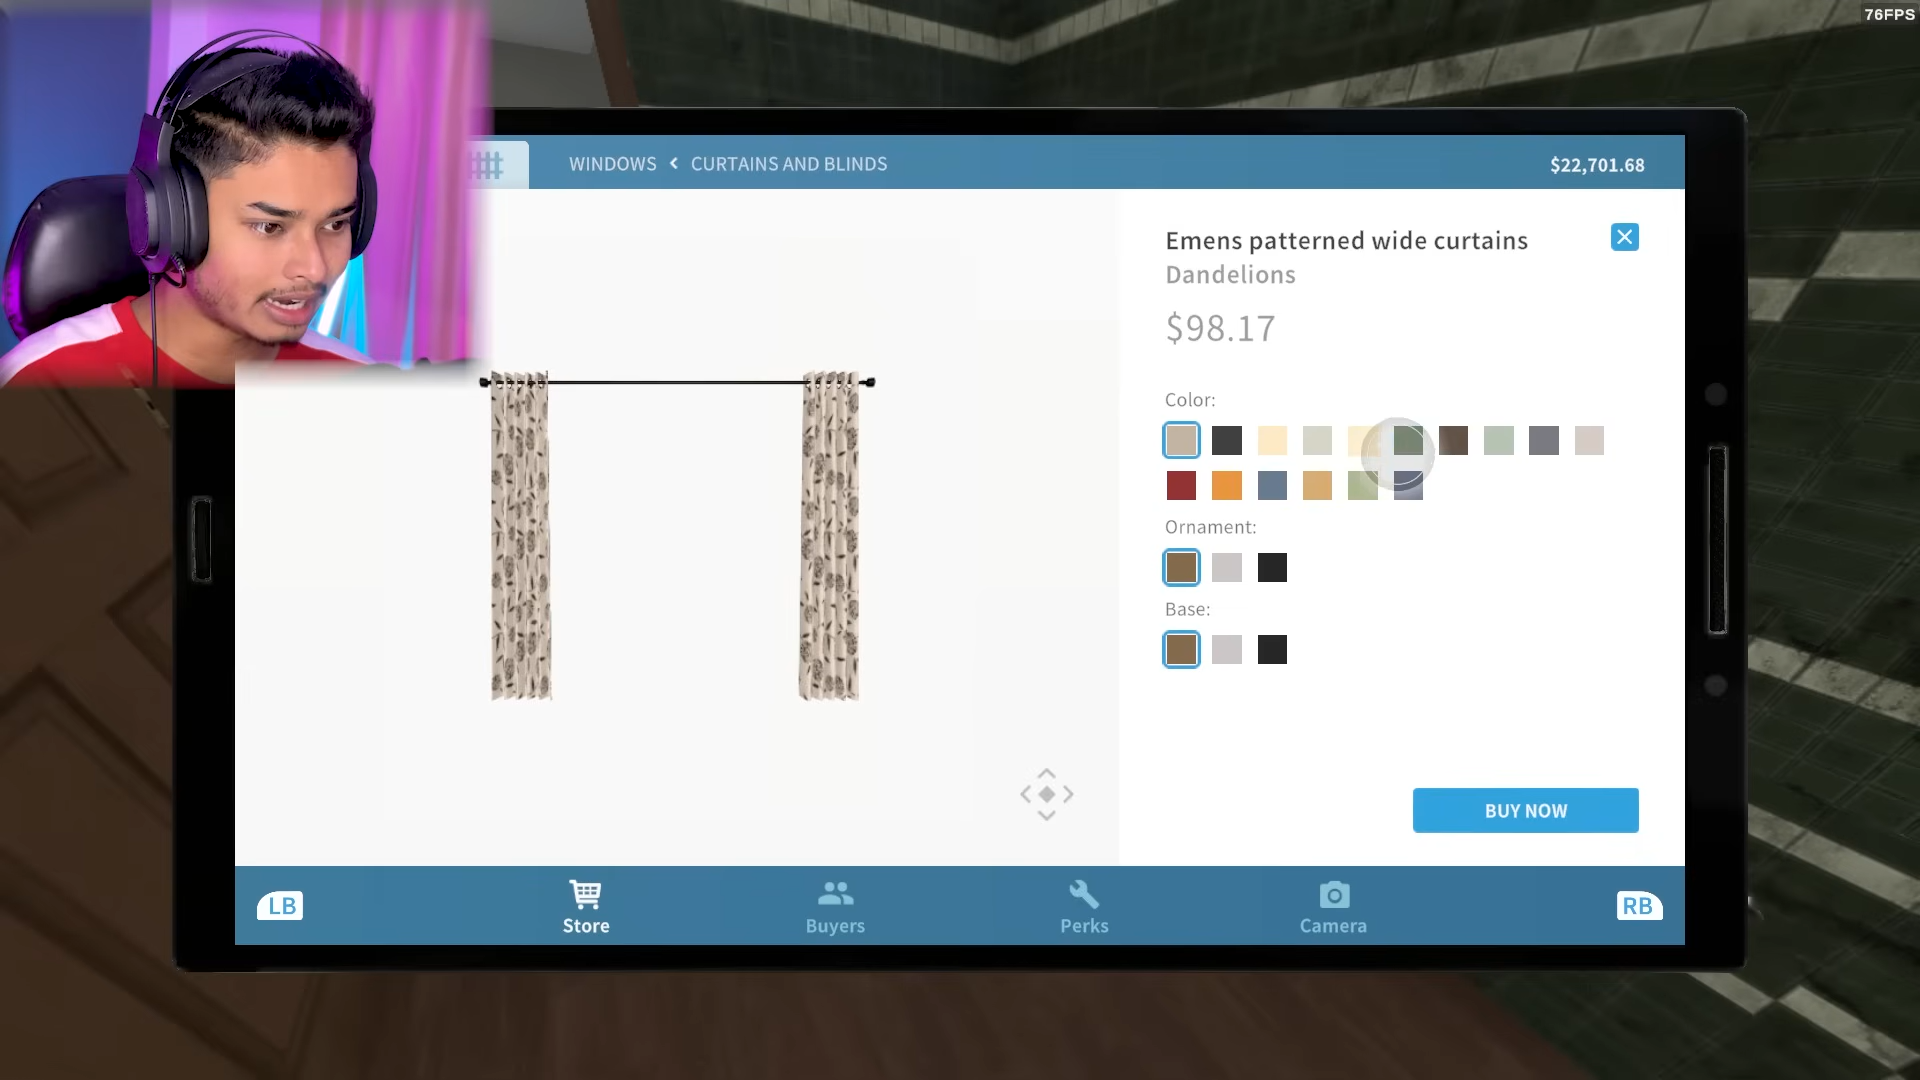 76FPS
WINDOWS < CURTAINS AND BLINDS
$22,701.68
Emens patterned wide curtains
Dandelions
$98.17
Color:
Ornament:
Base:
BUY NOW
LB
Store
Buyers
Perks
Camera
RB